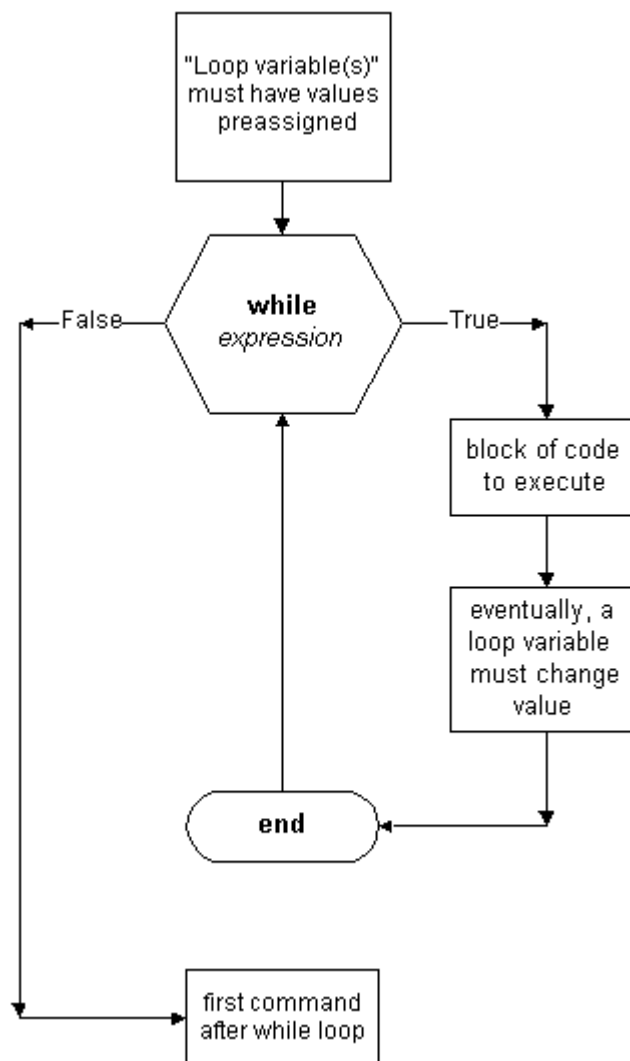 "Loop variable(s)"
must have values
preassigned
while
expression
False
True
block of code
to execute
eventually, a
loop variable
must change
value
end
first command
after while loop